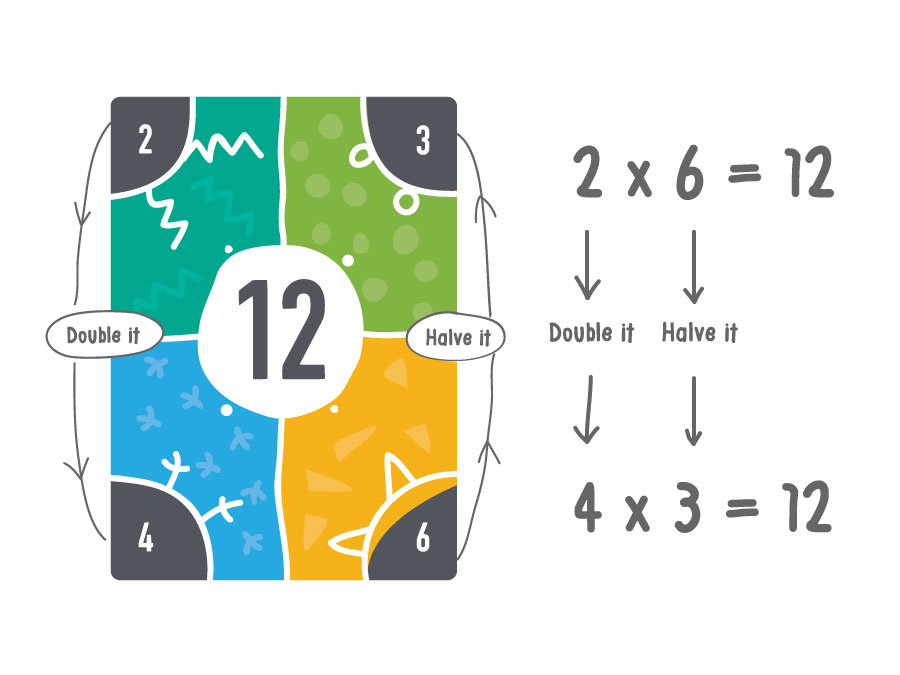 2 3
12
Double it Halve it
4 6
2 x 6 = 12
Double it Halve it
4 x 3 = 12